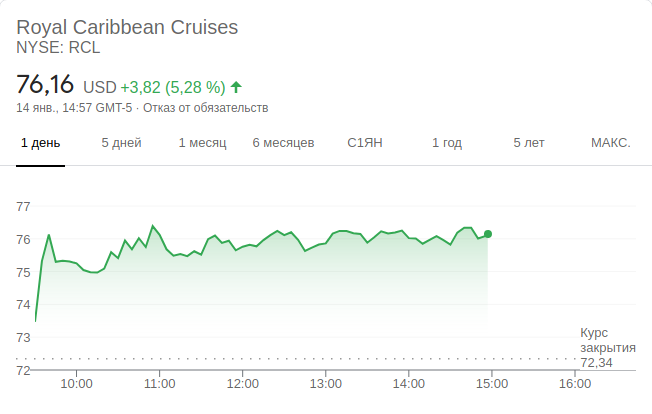 Royal Caribbean Cruises
NYSE: RCL
76,16 USD +3,82 (5,28 %)
14 янв., 14:57 GMT-5 · Отказ от обязательств
1 день 5 дней 1 месяц 6 месяцев С1ЯН 1 год 5 лет МАКС.
77
76
75
74
73
72
Курс
закрытия
72,34
10:00 11:00 12:00 13:00 14:00 15:00 16:00